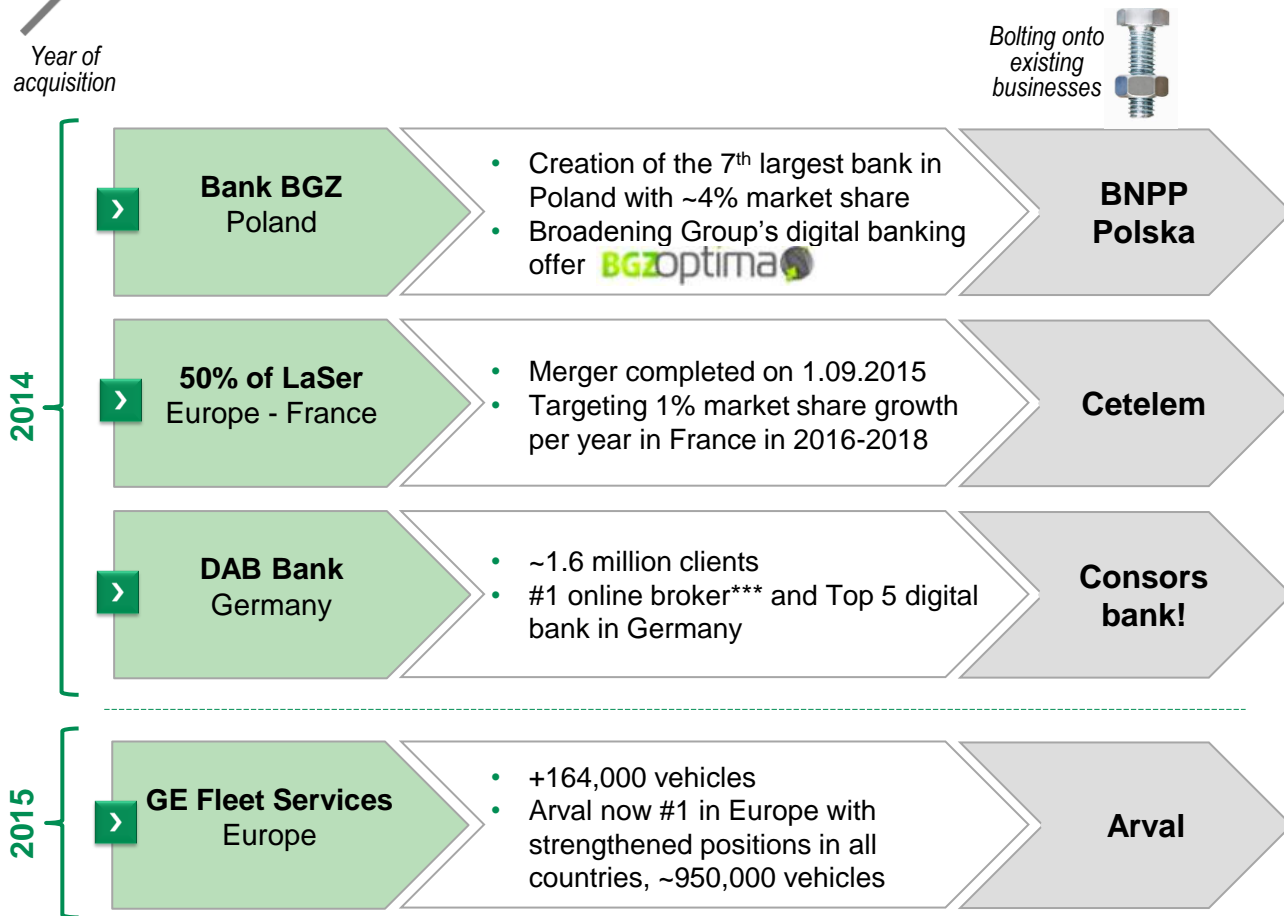 Year of
acquisition
Bolting onto
existing
businesses
2014
Bank BGZ
Poland
• Creation of the 7th largest bank in
Poland with ~4% market share
• Broadening Group's digital banking
offer BGŻoptima
BNPP
Polska
50% of LaSer
Europe - France
• Merger completed on 1.09.2015
• Targeting 1% market share growth
per year in France in 2016-2018
Cetelem
DAB Bank
Germany
• ~1.6 million clients
• #1 online broker*** and Top 5 digital
bank in Germany
Consors
bank!
2015
GE Fleet Services
Europe
• +164,000 vehicles
• Arval now #1 in Europe with
strengthened positions in all
countries, ~950,000 vehicles
Arval